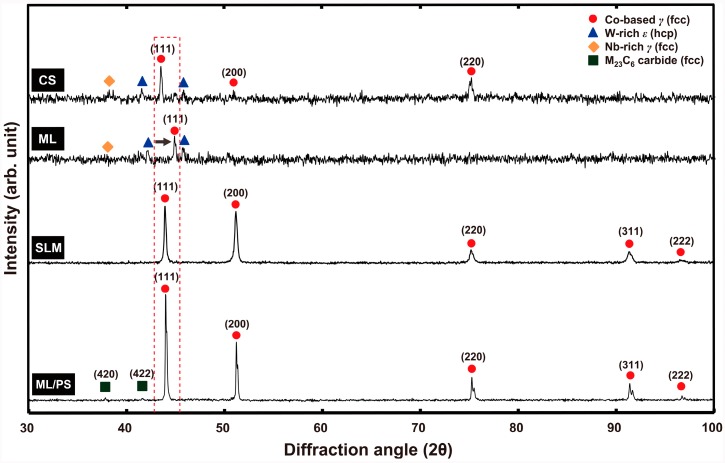 Co-based γ (fcc)
W-rich ε (hcp)
Nb-rich γ (fcc)
M23C6 carbide (fcc)
(111)
(200)
(220)
CS
(111)
ML
(111)
(200)
(220)
(311)
(222)
SLM
(111)
(200)
(220)
(311)
(222)
(420)
(422)
ML/PS
30
40
50
60
70
80
90
100
Diffraction angle (2θ)
Intensity (arb. unit)